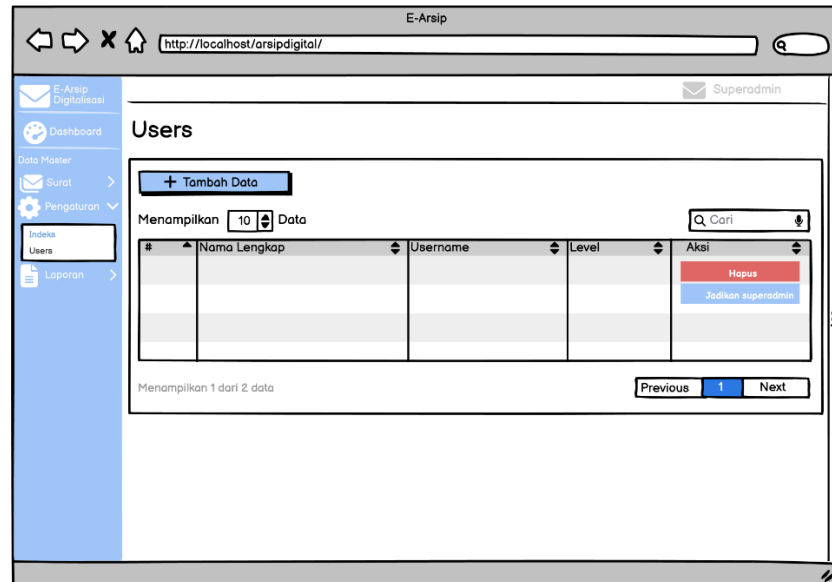 E-Arsip
http://localhost/arsipdigital/
E-Arsip
Digitalisasi
Superadmin
Dashboard
Users
Data Master
Surat
Pengaturan
Indeks
Users
Laporan
+ Tambah Data
Menampilkan 10 Data
Cari
# Nama Lengkap Username Level Aksi
Hapus
Jadikan superadmin
Menampilkan 1 dari 2 data
Previous 1 Next